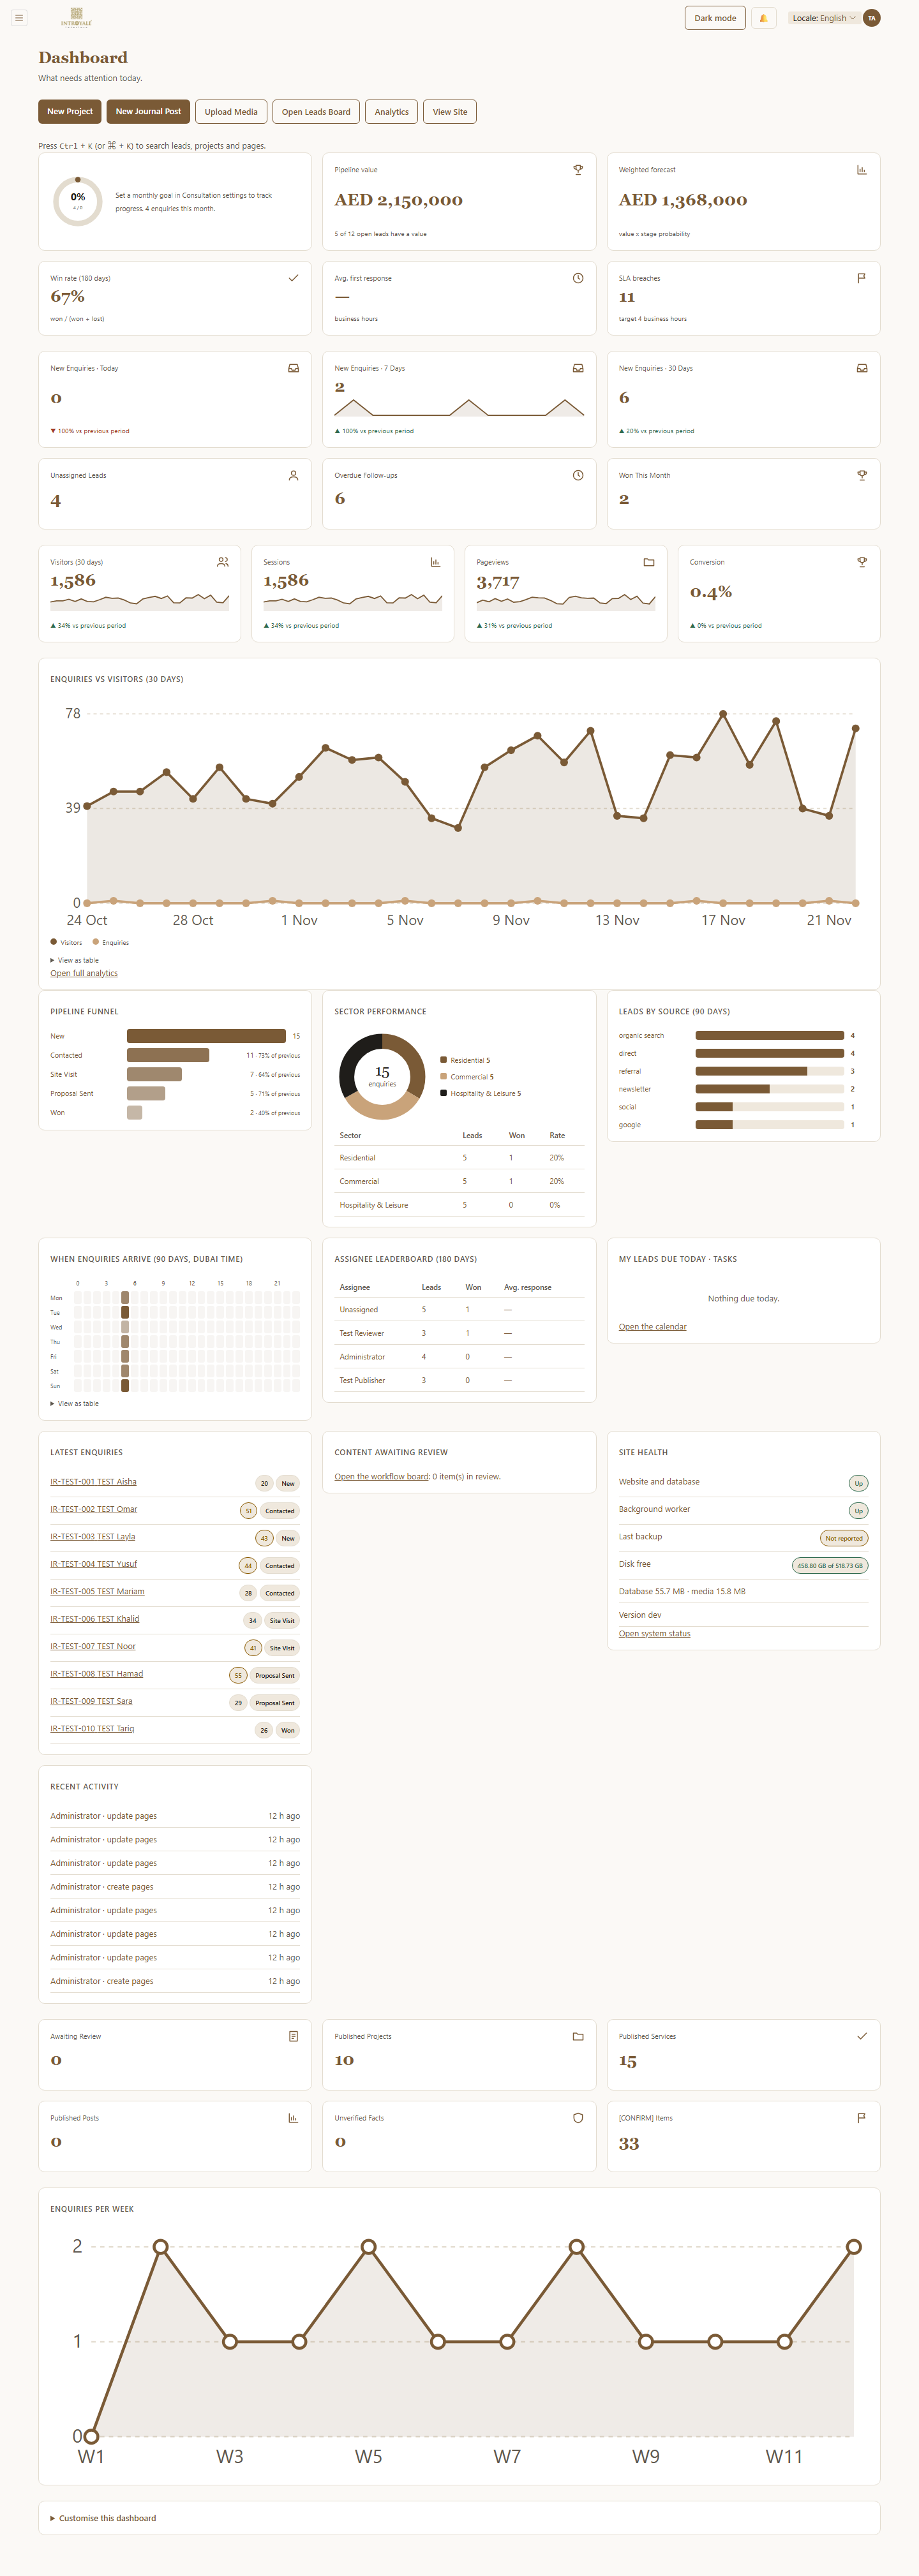 INTROYALE
Dark mode
Locale: English
TA
Dashboard
What needs attention today.
New Project
New Journal Post
Upload Media
Open Leads Board
Analytics
View Site
Press Ctrl + K (or ⌘ + K) to search leads, projects and pages.
0%
4 / 0
Set a monthly goal in Consultation settings to track
progress. 4 enquiries this month.
Pipeline value
AED 2,150,000
5 of 12 open leads have a value
Weighted forecast
AED 1,368,000
value x stage probability
Win rate (180 days)
67%
won / (won + lost)
Avg. first response
—
business hours
SLA breaches
11
target 4 business hours
New Enquiries · Today
0
▼ 100% vs previous period
New Enquiries · 7 Days
2
▲ 100% vs previous period
New Enquiries · 30 Days
6
▲ 20% vs previous period
Unassigned Leads
4
Overdue Follow-ups
6
Won This Month
2
Visitors (30 days)
1,586
▲ 34% vs previous period
Sessions
1,586
▲ 34% vs previous period
Pageviews
3,717
▲ 31% vs previous period
Conversion
0.4%
▲ 0% vs previous period
ENQUIRIES VS VISITORS (30 DAYS)
78
39
0
24 Oct 28 Oct 1 Nov 5 Nov 9 Nov 13 Nov 17 Nov 21 Nov
Visitors Enquiries
▶ View as table
Open full analytics
PIPELINE FUNNEL
New 15
Contacted 11 · 73% of previous
Site Visit 7 · 64% of previous
Proposal Sent 5 · 71% of previous
Won 2 · 40% of previous
SECTOR PERFORMANCE
15
enquiries
Residential 5
Commercial 5
Hospitality & Leisure 5
Sector Leads Won Rate
Residential 5 1 20%
Commercial 5 1 20%
Hospitality & Leisure 5 0 0%
LEADS BY SOURCE (90 DAYS)
organic search 4
direct 4
referral 3
newsletter 2
social 1
google 1
WHEN ENQUIRIES ARRIVE (90 DAYS, DUBAI TIME)
0 3 6 9 12 15 18 21
Mon
Tue
Wed
Thu
Fri
Sat
Sun
▶ View as table
ASSIGNEE LEADERBOARD (180 DAYS)
Assignee Leads Won Avg. response
Unassigned 5 1 —
Test Reviewer 3 1 —
Administrator 4 0 —
Test Publisher 3 0 —
MY LEADS DUE TODAY · TASKS
Nothing due today.
Open the calendar
LATEST ENQUIRIES
IR-TEST-001 TEST Aisha 20 New
IR-TEST-002 TEST Omar 51 Contacted
IR-TEST-003 TEST Layla 43 New
IR-TEST-004 TEST Yusuf 44 Contacted
IR-TEST-005 TEST Mariam 28 Contacted
IR-TEST-006 TEST Khalid 34 Site Visit
IR-TEST-007 TEST Noor 41 Site Visit
IR-TEST-008 TEST Hamad 55 Proposal Sent
IR-TEST-009 TEST Sara 29 Proposal Sent
IR-TEST-010 TEST Tariq 26 Won
CONTENT AWAITING REVIEW
Open the workflow board: 0 item(s) in review.
SITE HEALTH
Website and database Up
Background worker Up
Last backup Not reported
Disk free 458.80 GB of 518.73 GB
Database 55.7 MB · media 15.8 MB
Version dev
Open system status
RECENT ACTIVITY
Administrator · update pages 12 h ago
Administrator · update pages 12 h ago
Administrator · update pages 12 h ago
Administrator · create pages 12 h ago
Administrator · update pages 12 h ago
Administrator · update pages 12 h ago
Administrator · update pages 12 h ago
Administrator · create pages 12 h ago
Awaiting Review
0
Published Projects
10
Published Services
15
Published Posts
0
Unverified Facts
0
[CONFIRM] Items
33
ENQUIRIES PER WEEK
2
1
0
W1 W3 W5 W7 W9 W11
▶ Customise this dashboard